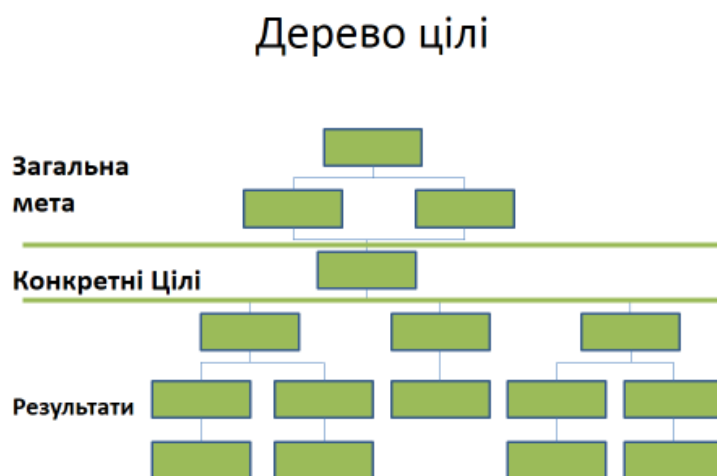 Дерево цілі
Загальна
мета
Конкретні Цілі
Результати